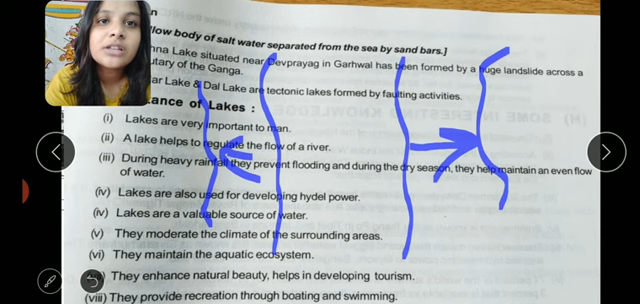 n
low body of salt water separated from the sea by sand bars.]
nna Lake situated near Devprayag in Garhwal has been formed by a huge landslide across a
utary of the Ganga.
ar Lake & Dal Lake are tectonic lakes formed by faulting activities.
tance of Lakes :
(i) Lakes are very important to man.
(ii) A lake helps to regulate the flow of a river.
(iii) During heavy rainfall they prevent flooding and during the dry season, they help maintain an even flow
of water.
(iv) Lakes are also used for developing hydel power.
(iv) Lakes are a valuable source of water.
(v) They moderate the climate of the surrounding areas.
(vi) They maintain the aquatic ecosystem.
They enhance natural beauty, helps in developing tourism.
(viii) They provide recreation through boating and swimming.